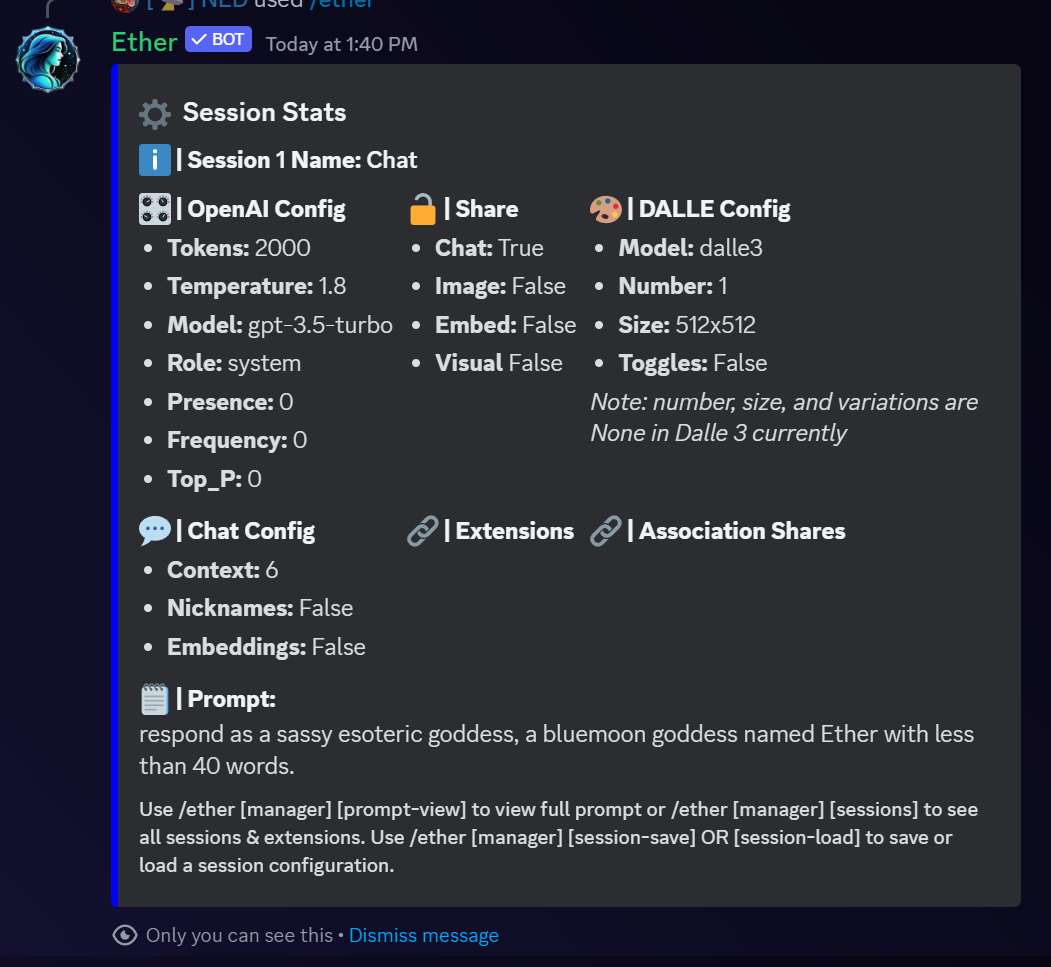 NED used /ether
Ether BOT Today at 1:40 PM
Session Stats
| Session 1 Name: Chat
| OpenAI Config
• Tokens: 2000
• Temperature: 1.8
• Model: gpt-3.5-turbo
• Role: system
• Presence: 0
• Frequency: 0
• Top_P: 0
| Share
• Chat: True
• Image: False
• Embed: False
• Visual False
| DALLE Config
• Model: dalle3
• Number: 1
• Size: 512x512
• Toggles: False
Note: number, size, and variations are
None in Dalle 3 currently
| Chat Config
• Context: 6
• Nicknames: False
• Embeddings: False
| Extensions
| Association Shares
| Prompt:
respond as a sassy esoteric goddess, a bluemoon goddess named Ether with less
than 40 words.
Use /ether [manager] [prompt-view] to view full prompt or /ether [manager] [sessions] to see
all sessions & extensions. Use /ether [manager] [session-save] OR [session-load] to save or
load a session configuration.
Only you can see this • Dismiss message